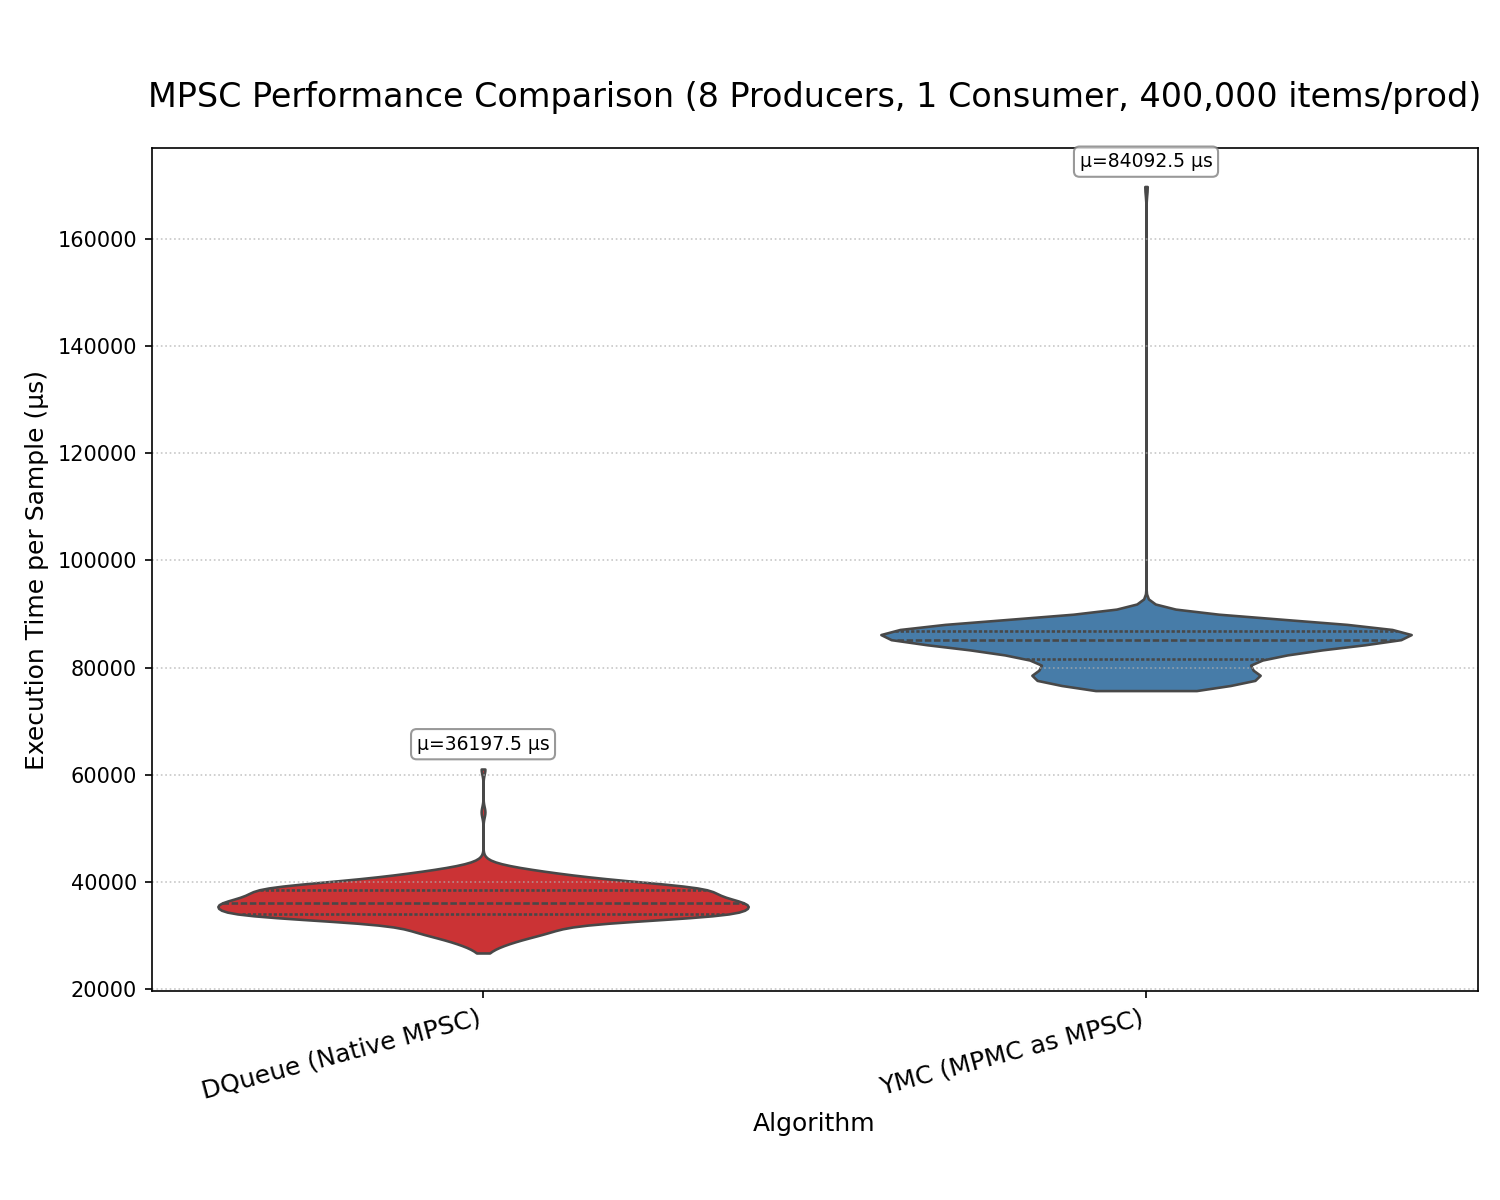 MPSC Performance Comparison (8 Producers, 1 Consumer, 400,000 items/prod)
μ=84092.5 μs
160000
140000
120000
100000
80000
μ=36197.5 μs
60000
40000
20000
Execution Time per Sample (μs)
DQueue (Native MPSC)
YMC (MPMC as MPSC)
Algorithm